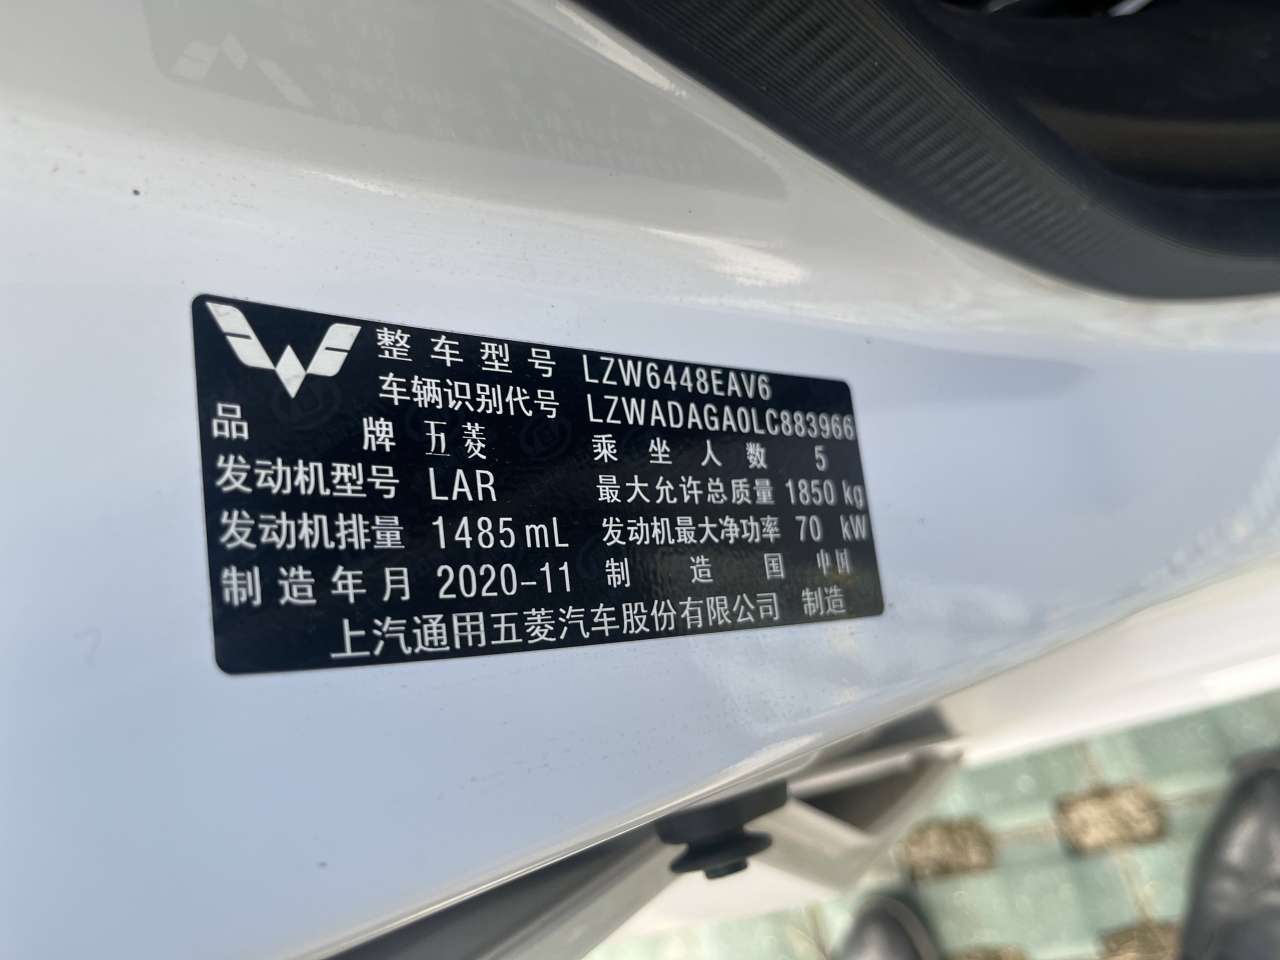 整车型号 LZW6448EAV6
车辆识别代号 LZWADAGA0LC883966
品牌 五菱 乘坐人数 5
发动机型号 LAR 最大允许总质量 1850 kg
发动机排量 1485 mL 发动机最大净功率 70 kW
制造年月 2020-11 制造国 中国
上汽通用五菱汽车股份有限公司 制造